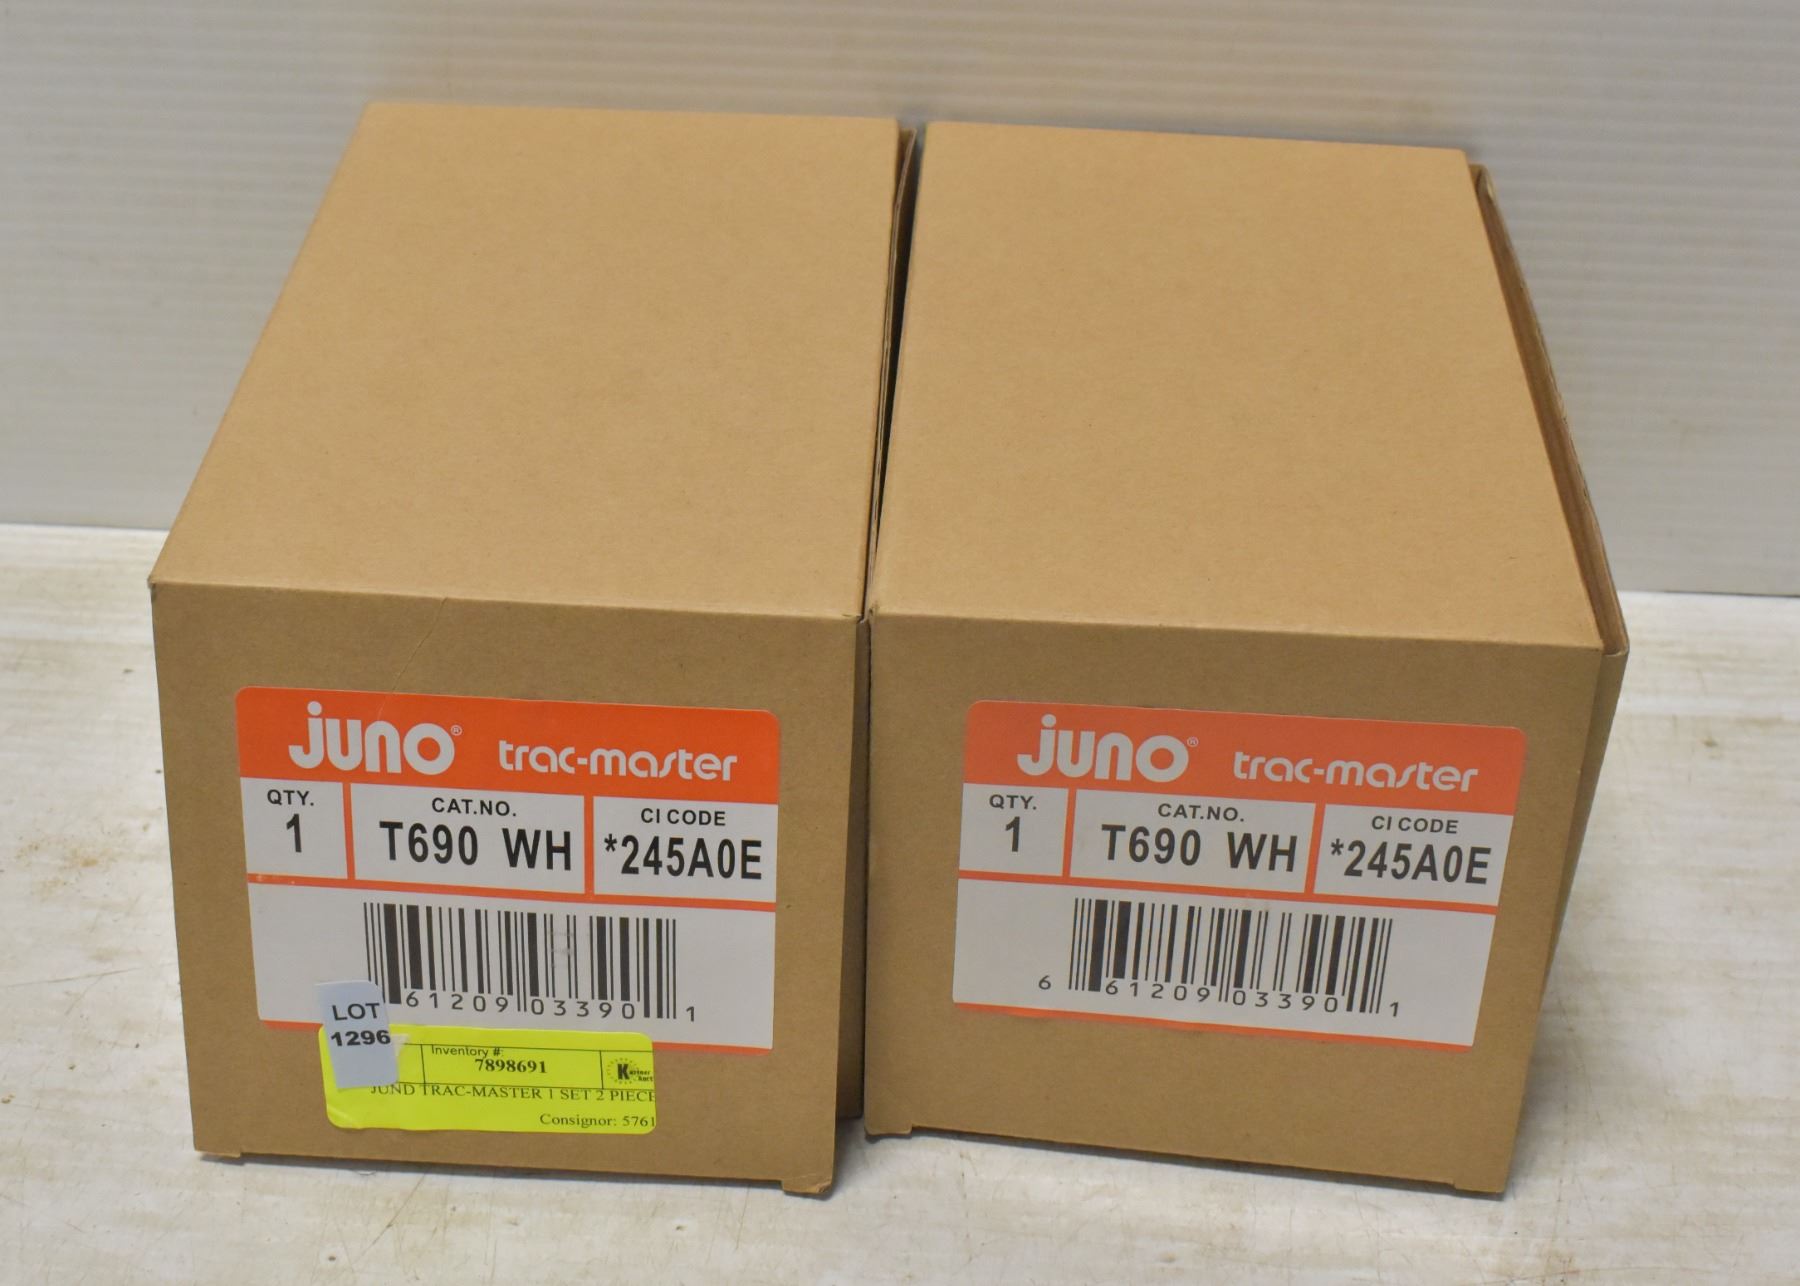 juno® trac-master
QTY. CAT.NO. CI CODE
1 T690 WH *245A0E
61209 03390 1
LOT
1296
Inventory #:
7898691
JUND TRAC-MASTER 1 SET 2 PIECE
Consignor: 5761
juno® trac-master
QTY. CAT.NO. CI CODE
1 T690 WH *245A0E
6 61209 03390 1